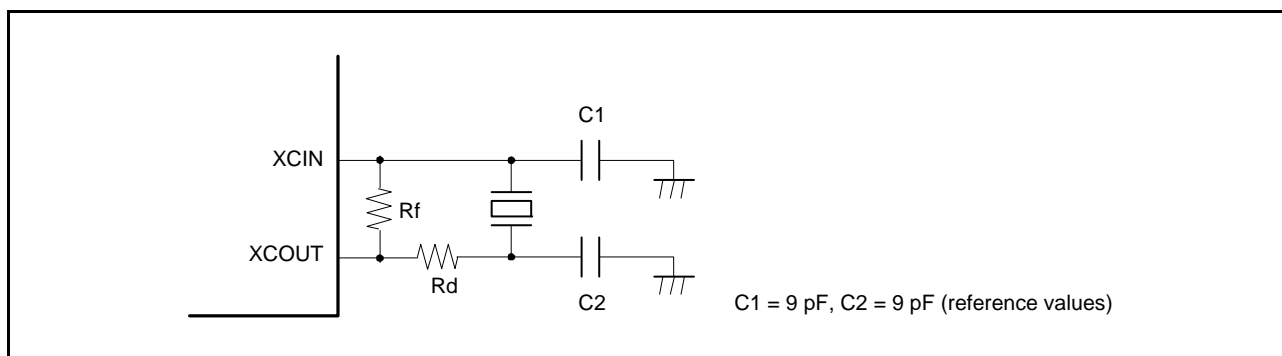 C1
XCIN
Rf
XCOUT
Rd
C2
C1 = 9 pF, C2 = 9 pF (reference values)